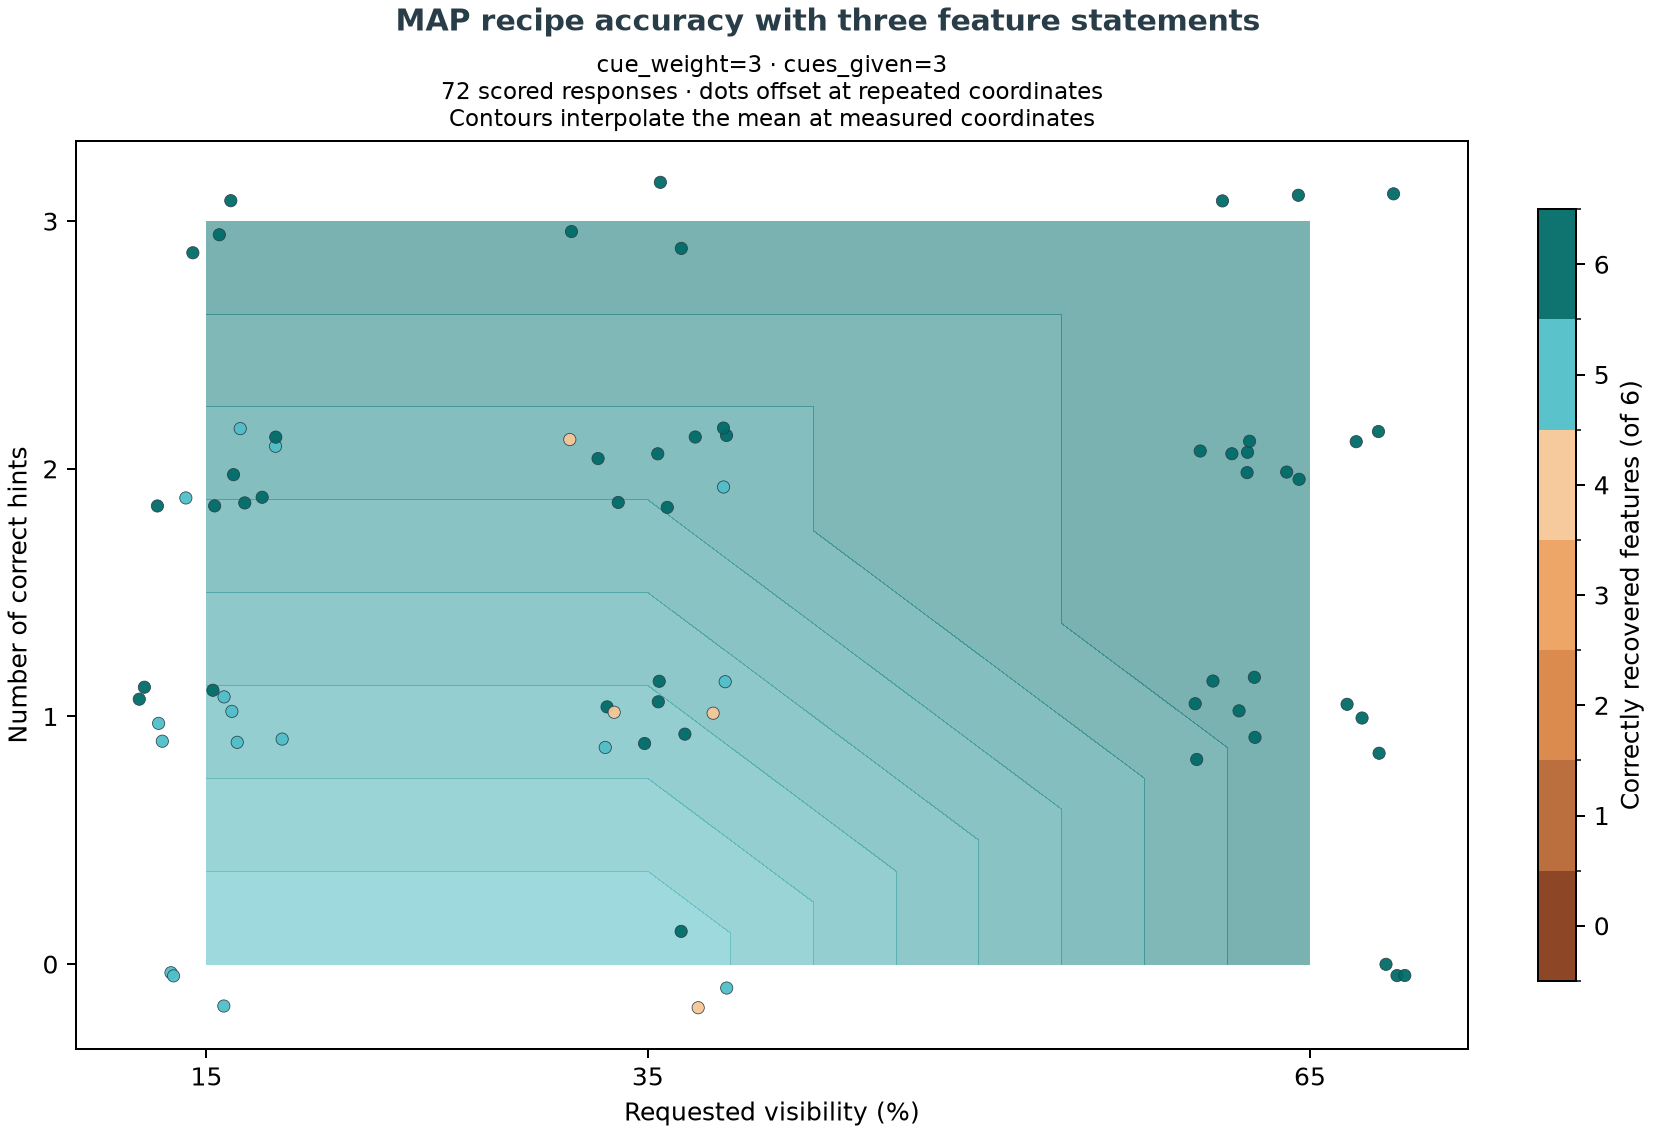 MAP recipe accuracy with three feature statements
cue_weight=3 · cues_given=3
72 scored responses · dots offset at repeated coordinates
Contours interpolate the mean at measured coordinates
Number of correct hints
3
2
1
0
15
35
65
Requested visibility (%)
6
5
4
3
2
1
0
Correctly recovered features (of 6)